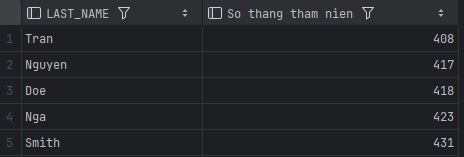 LAST_NAME So thang tham nien
1 Tran 408
2 Nguyen 417
3 Doe 418
4 Nga 423
5 Smith 431